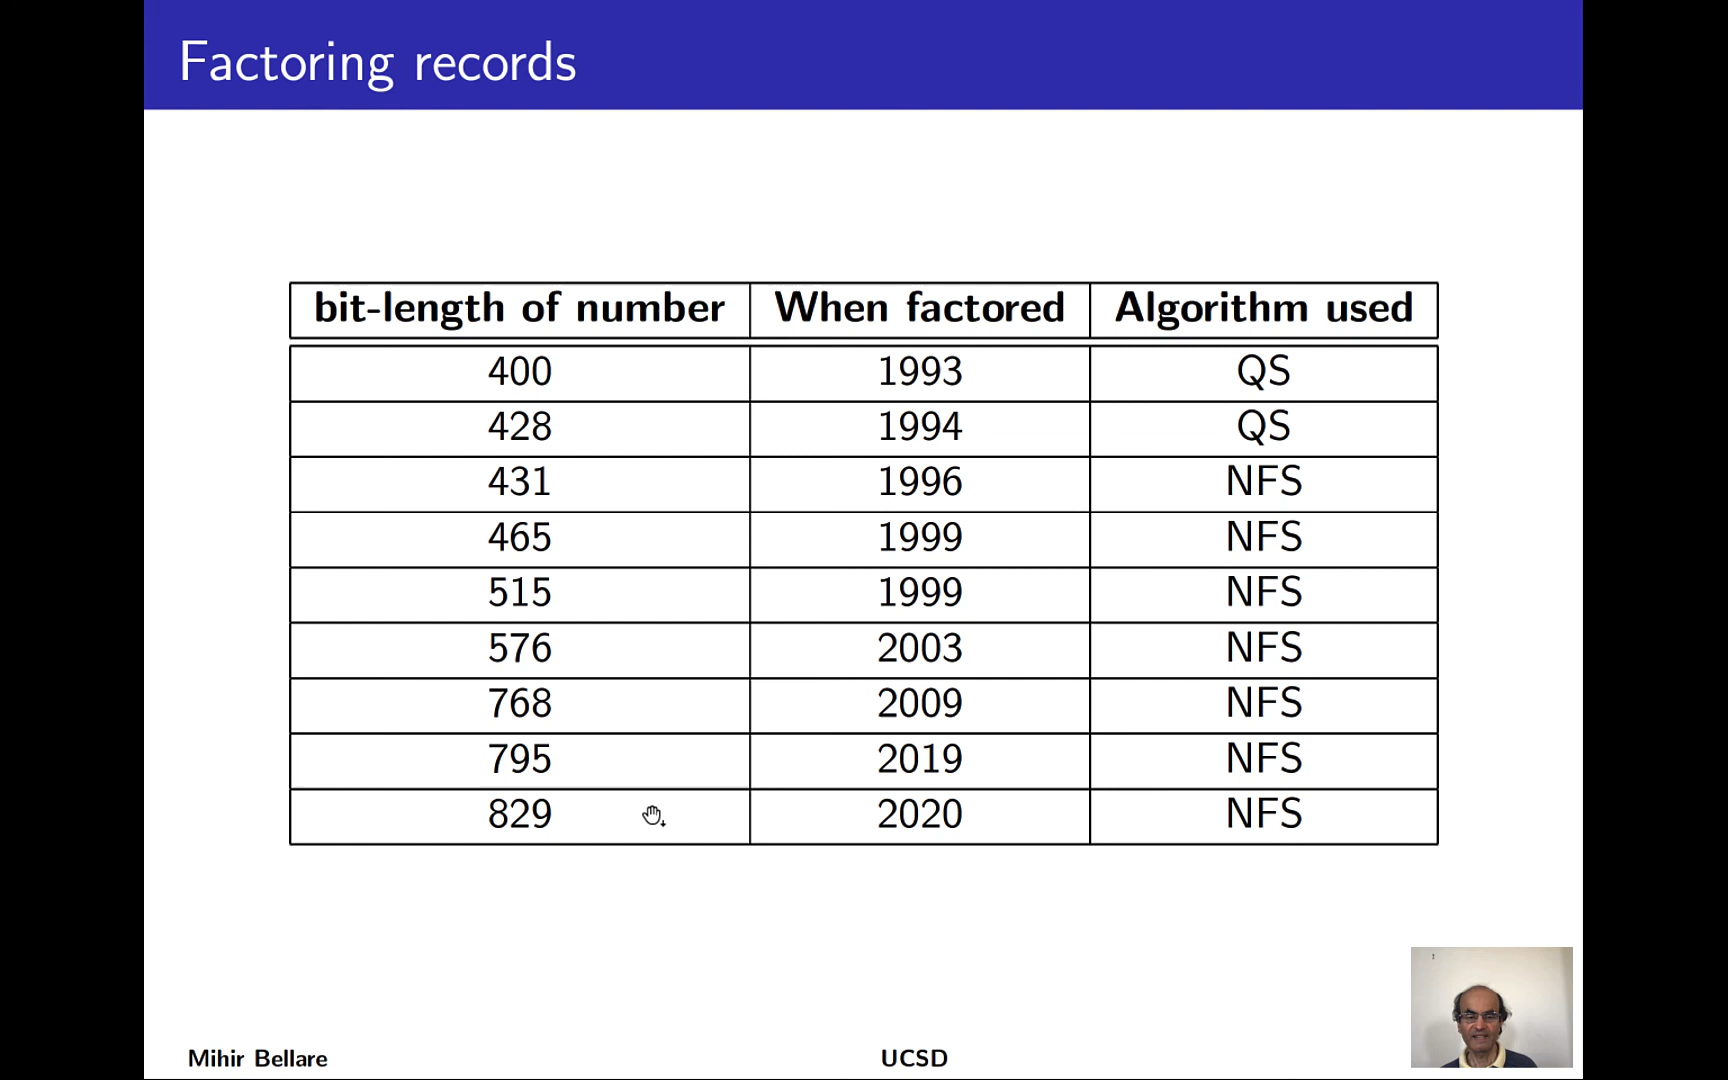 Factoring records
bit-length of number When factored Algorithm used
400 1993 QS
428 1994 QS
431 1996 NFS
465 1999 NFS
515 1999 NFS
576 2003 NFS
768 2009 NFS
795 2019 NFS
829 2020 NFS
Mihir Bellare UCSD